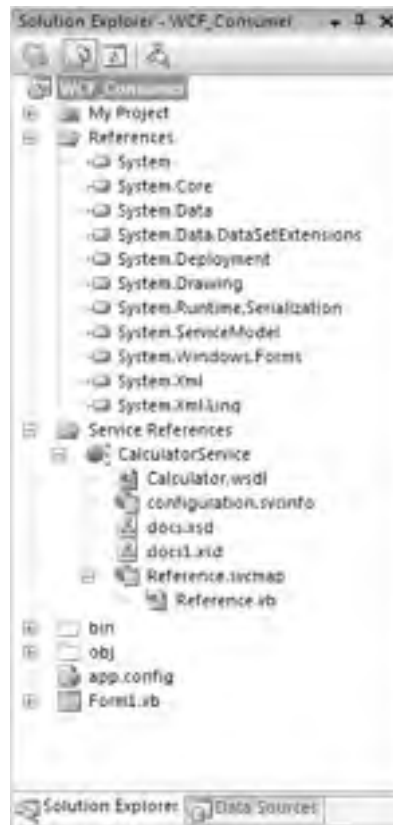 Solution Explorer - WCF_Consumer
WCF_Consumer
My Project
References
System
System.Core
System.Data
System.Data.DataSetExtensions
System.Deployment
System.Drawing
System.Runtime.Serialization
System.ServiceModel
System.Windows.Forms
System.Xml
System.Xml.Linq
Service References
CalculatorService
Calculator.wsdl
configuration.svcinfo
docs.xsd
docs1.xsd
Reference.svcmap
Reference.vb
bin
obj
app.config
Form1.vb
Solution Explorer
Data Sources